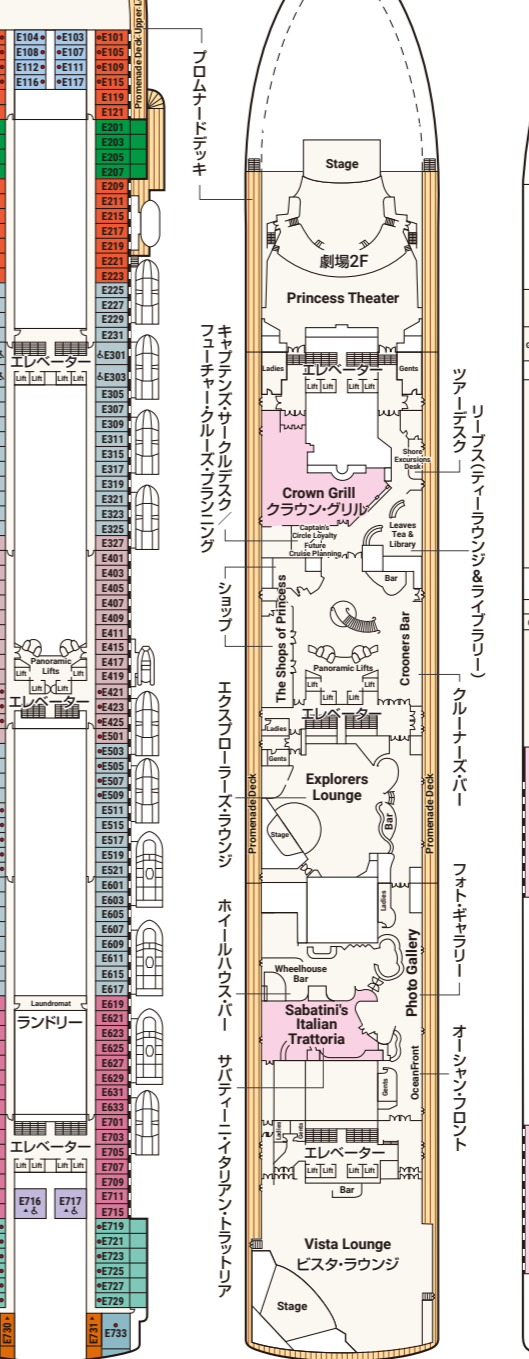 Promenade Deck-Upper L
E104
E103
E101
E108
E107
E105
E112
E111
E109
E116
E117
E115
E119
E121
E201
E203
E205
E207
E209
E211
E215
E217
E219
E221
E223
E225
E227
E229
E231
エレベーター
Lift Lift Lift Lift
E301
E303
E305
E307
E309
E311
E315
E317
E319
E321
E323
E325
E327
E401
E403
E405
E407
E409
E411
E415
E417
E419
Panoramic
Lifts
Lift Lift
Lift Lift
エレベーター
E421
E423
E425
E501
E503
E505
E507
E509
E511
E515
E517
E519
E521
E601
E603
E605
E607
E609
E611
E615
E617
Laundromat
ランドリー
E619
E621
E623
E625
E627
E629
E631
E633
E701
E703
E705
エレベーター
Lift Lift Lift Lift
E707
E709
E711
E715
E716
E717
E719
E721
E723
E725
E727
E729
E730
E731
E733
プロムナードデッキ
Stage
劇場2F
Princess Theater
Ladies
エレベーター
Gents
Lift Lift Lift Lift
キャプテンズ・サークルデスク/
フューチャークルーズ・プランニング
ツアーデスク
リーブス(ティーラウンジ&ライブラリー)
Shore
Excursions
Desk
Crown Grill
クラウン・グリル
Captain's
Circle Loyalty
Future
Cruise Planning
Leaves
Tea &
Library
Bar
ショップ
The Shops of Princess
Crooners Bar
Panoramic Lifts
Lift Lift
エレベーター
クルーナーズ・バー
Ladies
Gents
エクスプローラーズ・ラウンジ
Explorers
Lounge
Stage
Bar
Promenade Deck
Promenade Deck
Ladies
フォト・ギャラリー
Photo Gallery
ホイールハウス・バー
Wheelhouse
Bar
Sabatini's
Italian
Trattoria
サバティーニ・イタリアン・トラットリア
OceanFront
オーシャン・フロント
Gents
Ladies
Gents
エレベーター
Lift Lift Lift Lift
Bar
Vista Lounge
ビスタ・ラウンジ
Stage